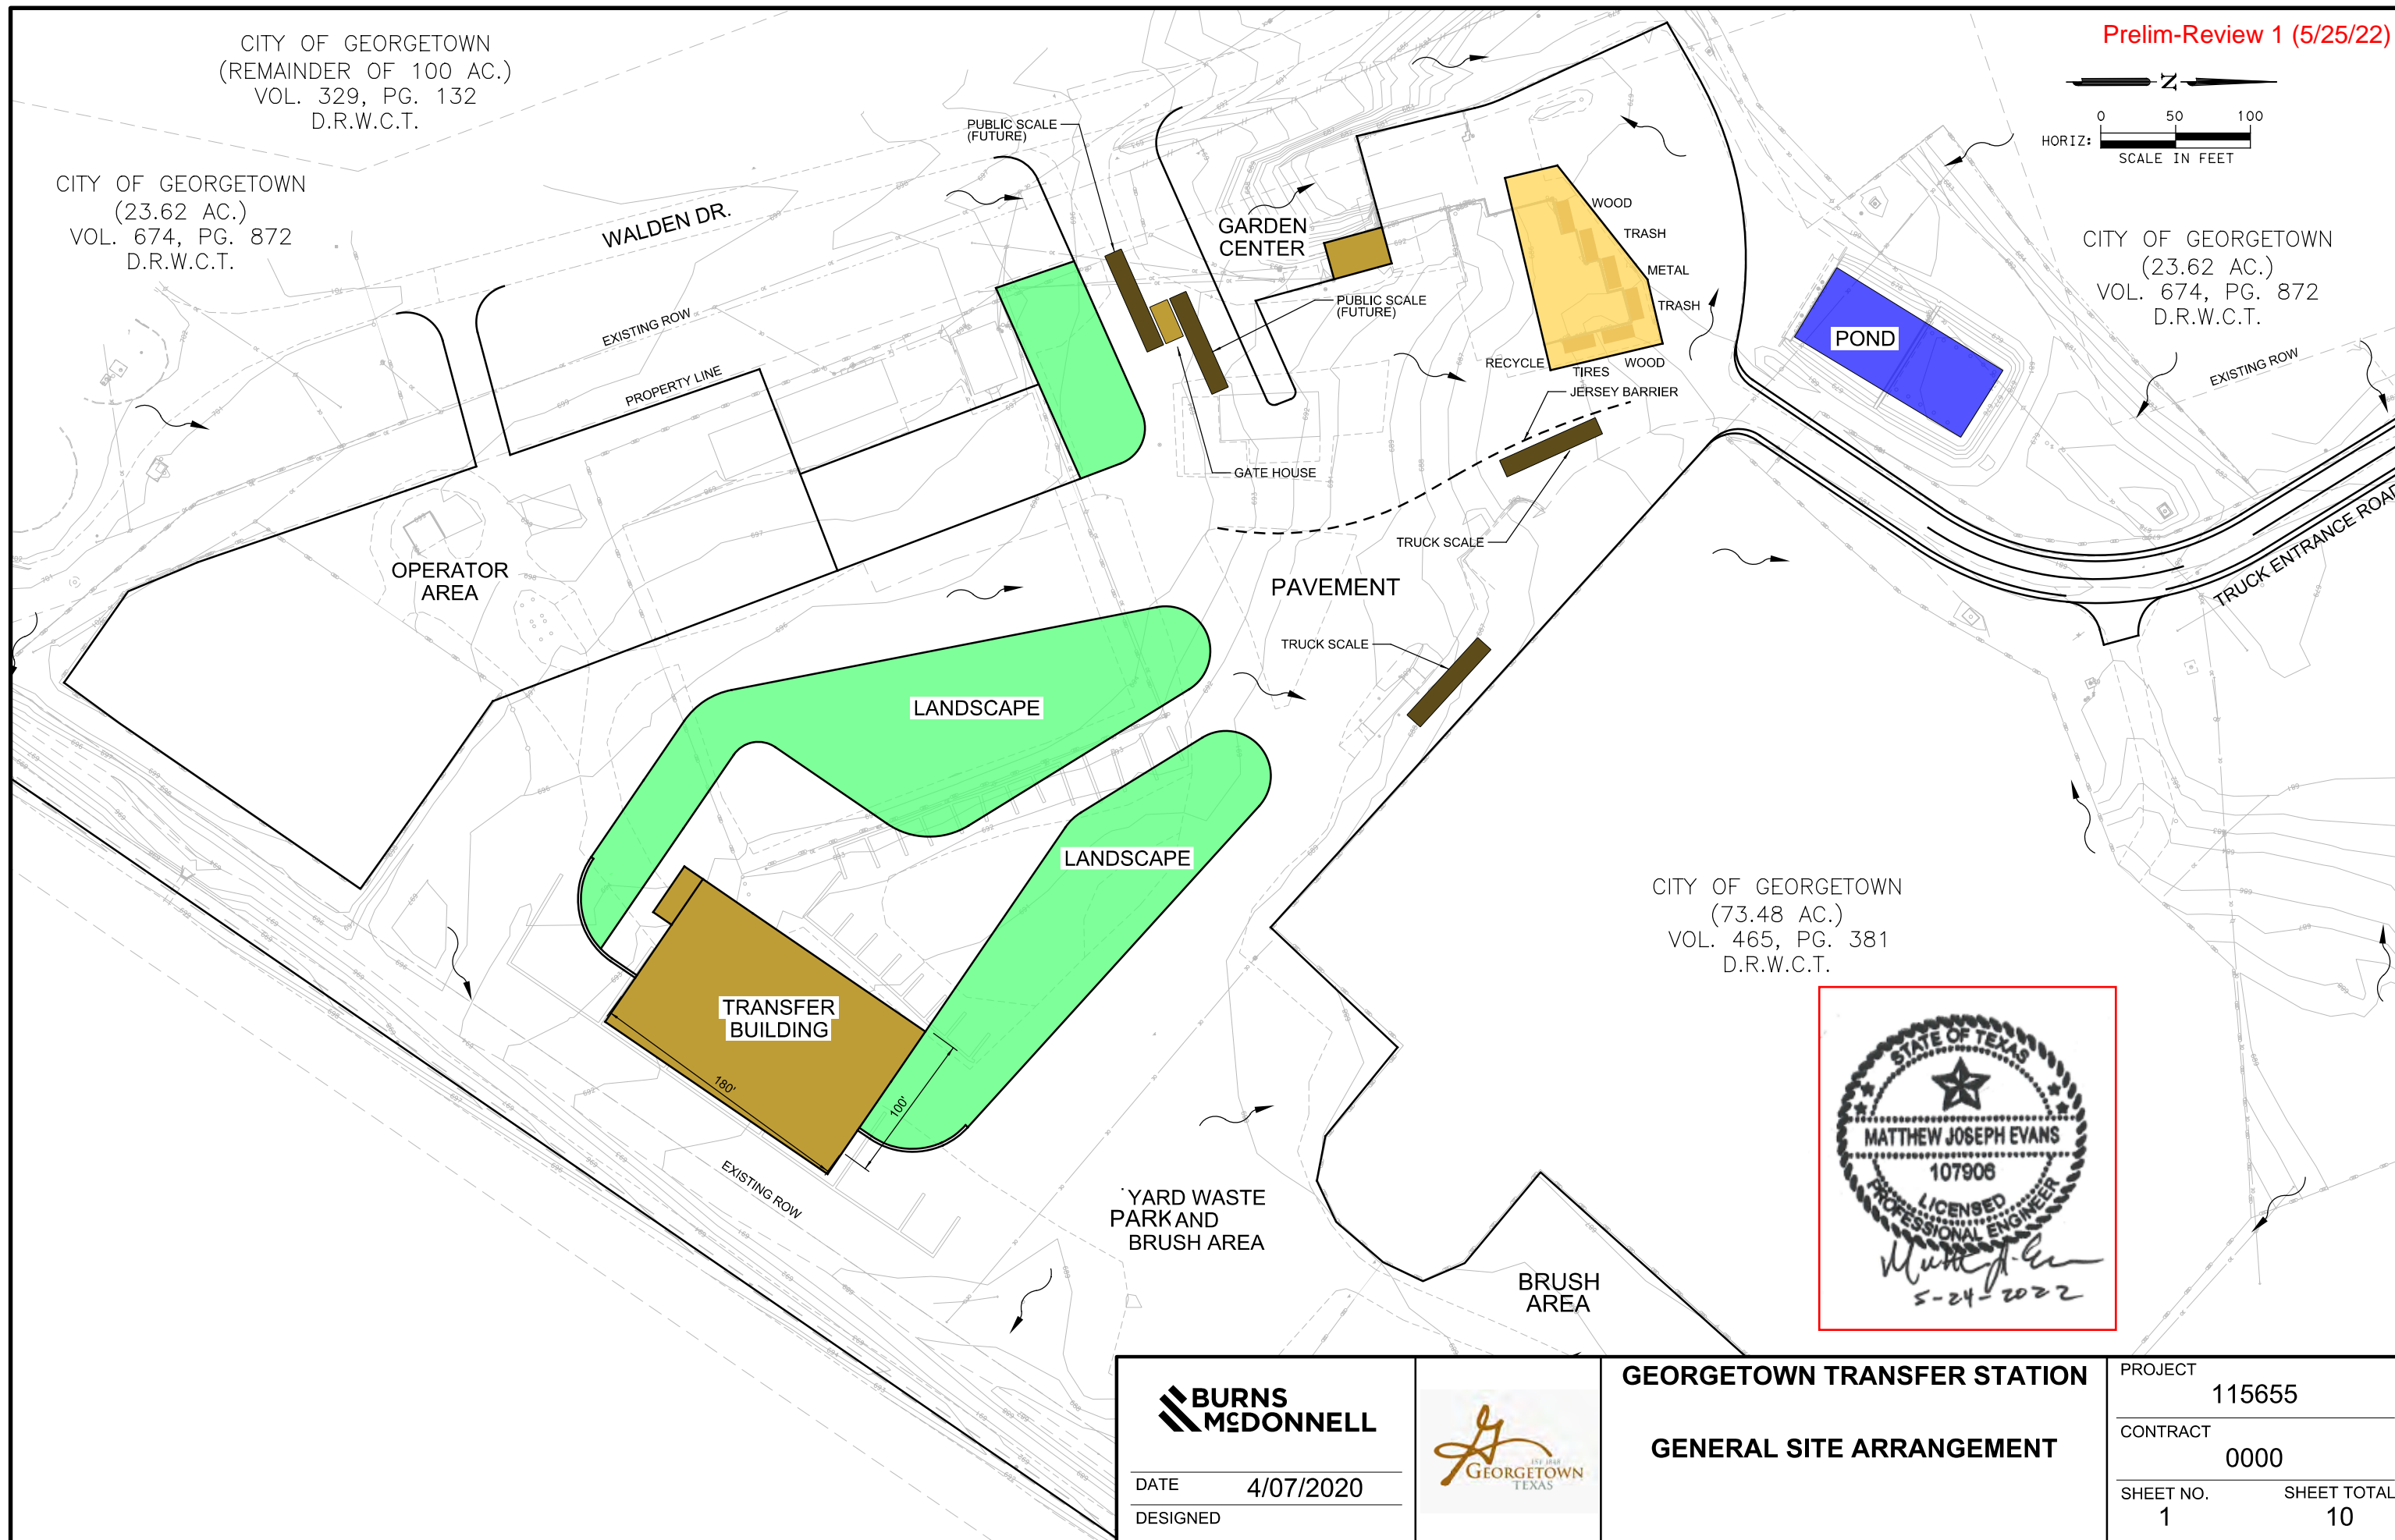 Prelim-Review 1 (5/25/22)
CITY OF GEORGETOWN
(REMAINDER OF 100 AC.)
VOL. 329, PG. 132
D.R.W.C.T.
N
0 50 100
HORIZ:
SCALE IN FEET
PUBLIC SCALE
(FUTURE)
CITY OF GEORGETOWN
(23.62 AC.)
VOL. 674, PG. 872
D.R.W.C.T.
WALDEN DR.
GARDEN
CENTER
WOOD
TRASH
METAL
TRASH
CITY OF GEORGETOWN
(23.62 AC.)
VOL. 674, PG. 872
D.R.W.C.T.
EXISTING ROW
PUBLIC SCALE
(FUTURE)
POND
RECYCLE
TIRES
WOOD
JERSEY BARRIER
EXISTING ROW
PROPERTY LINE
GATE HOUSE
TRUCK SCALE
OPERATOR
AREA
PAVEMENT
TRUCK ENTRANCE ROAD
TRUCK SCALE
LANDSCAPE
LANDSCAPE
CITY OF GEORGETOWN
(73.48 AC.)
VOL. 465, PG. 381
D.R.W.C.T.
TRANSFER
BUILDING
180'
100'
EXISTING ROW
YARD WASTE
PARK AND
BRUSH AREA
BRUSH
AREA
STATE OF TEXAS
MATTHEW JOSEPH EVANS
107906
LICENSED
PROFESSIONAL ENGINEER
5-24-2022
BURNS
McDONNELL
DATE 4/07/2020
DESIGNED
EST. 1848
GEORGETOWN
TEXAS
GEORGETOWN TRANSFER STATION
GENERAL SITE ARRANGEMENT
PROJECT
115655
CONTRACT
0000
SHEET NO. SHEET TOTAL
1 10